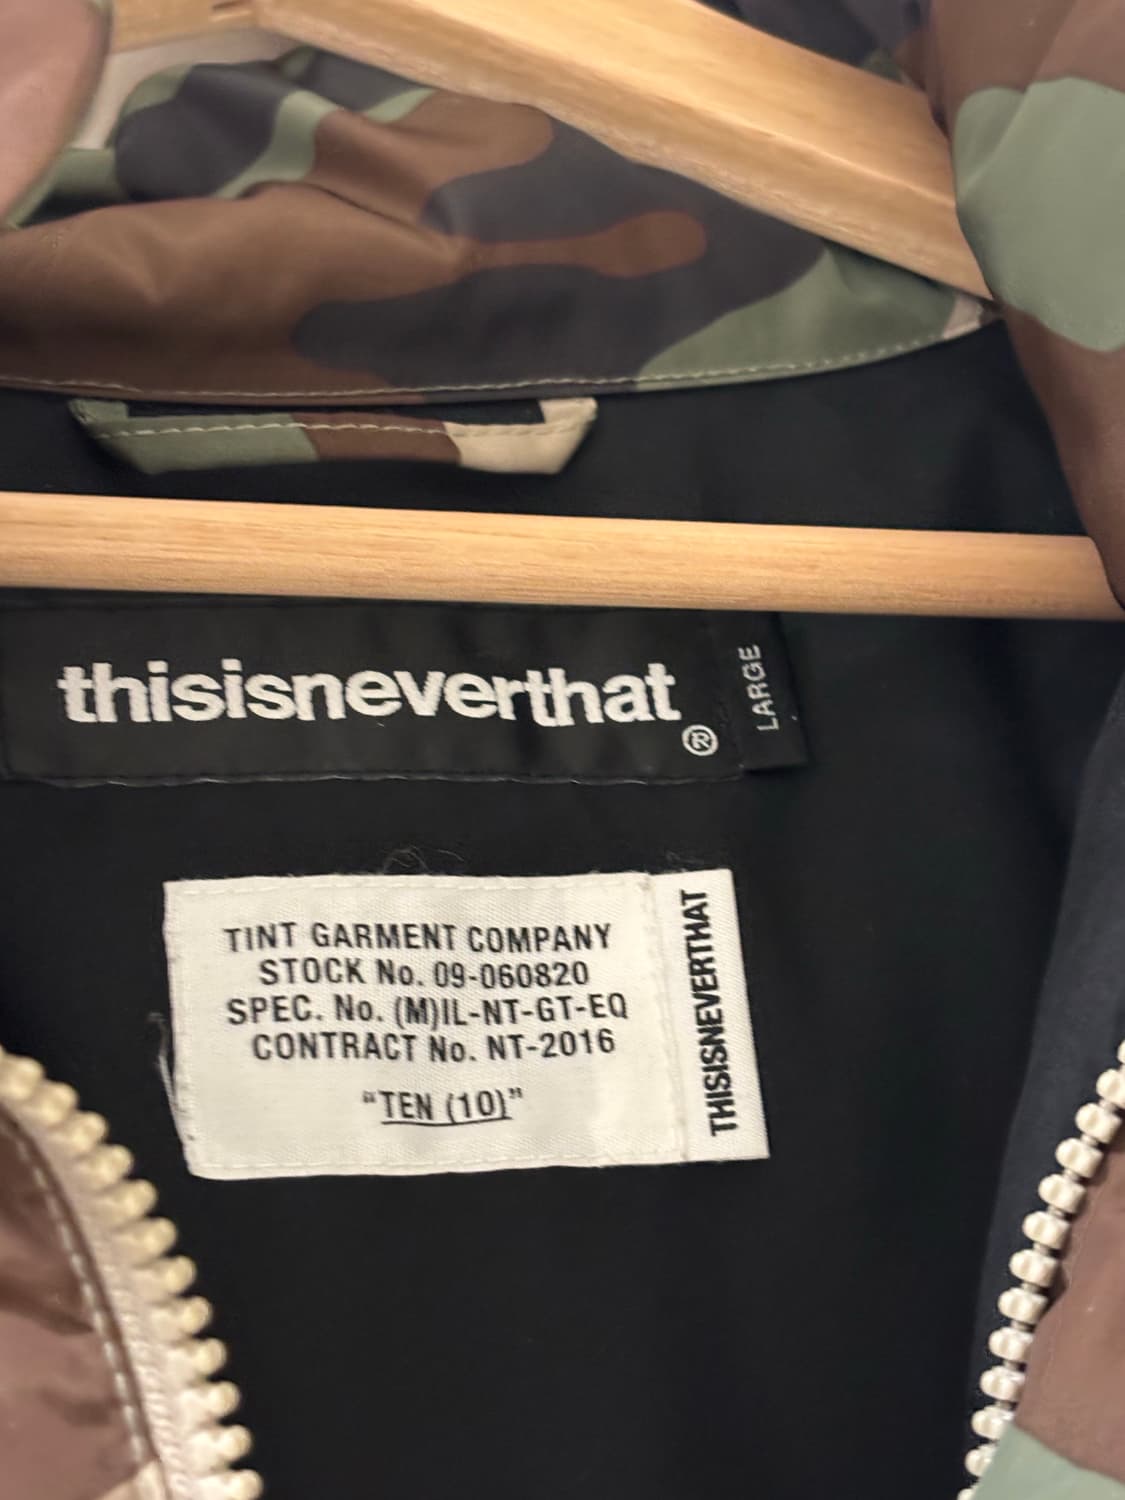 thisisneverthat®
LARGE
TINT GARMENT COMPANY
STOCK No. 09-060820
SPEC. No. (M)IL-NT-GT-EQ
CONTRACT No. NT-2016
“TEN (10)”
THISISNEVERTHAT